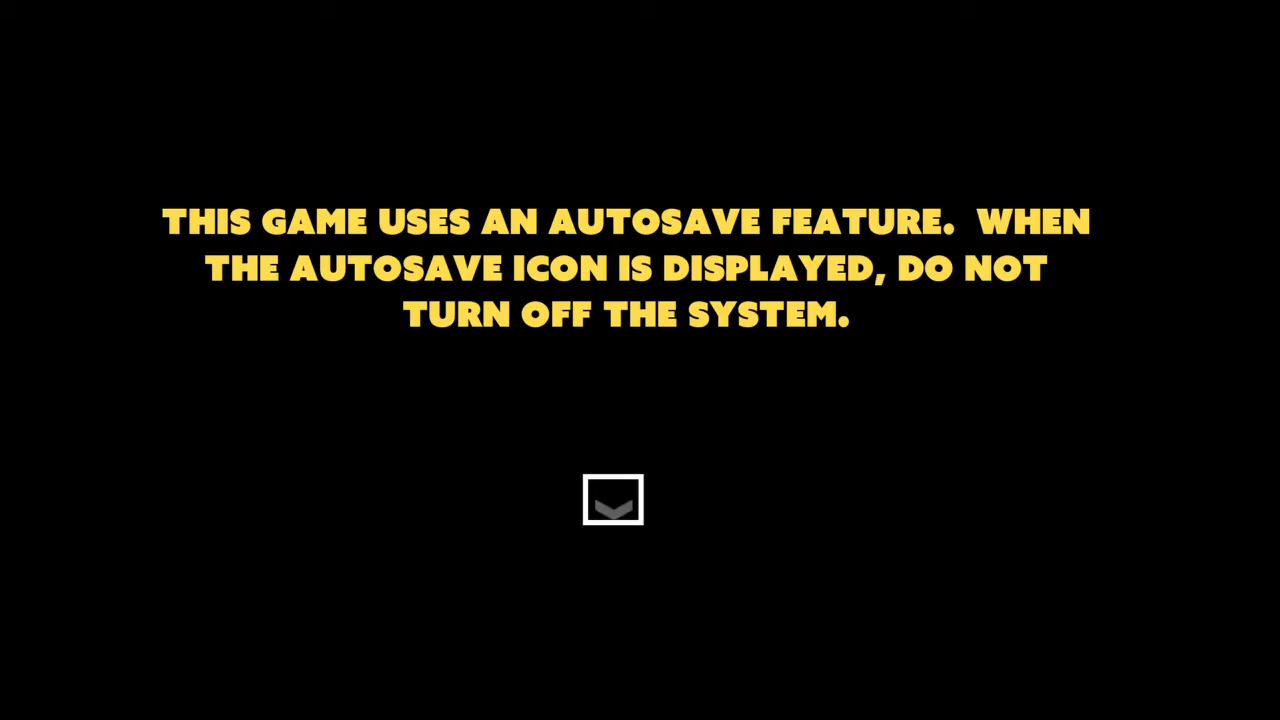 THIS GAME USES AN AUTOSAVE FEATURE.  WHEN
THE AUTOSAVE ICON IS DISPLAYED, DO NOT
TURN OFF THE SYSTEM.